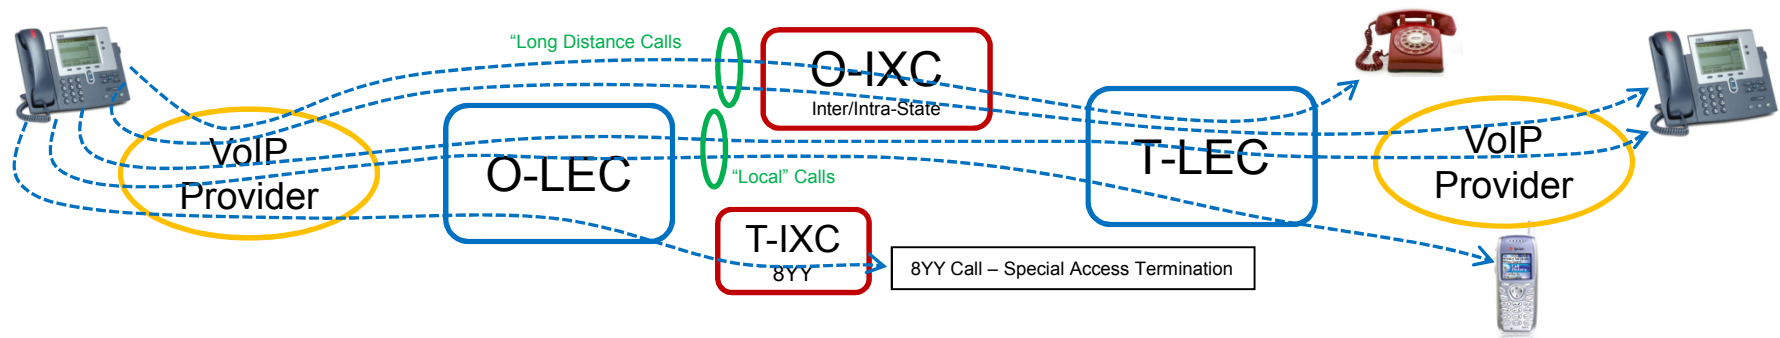 “Long Distance Calls
O-IXC
Inter/Intra-State
VoIP
Provider
O-LEC
“Local” Calls
T-LEC
VoIP
Provider
T-IXC
8YY
8YY Call – Special Access Termination